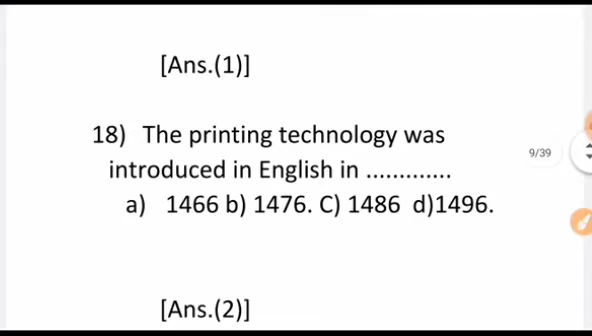 [Ans.(1)]
18) The printing technology was
introduced in English in .............
a) 1466 b) 1476. C) 1486 d)1496.
9/39
[Ans.(2)]